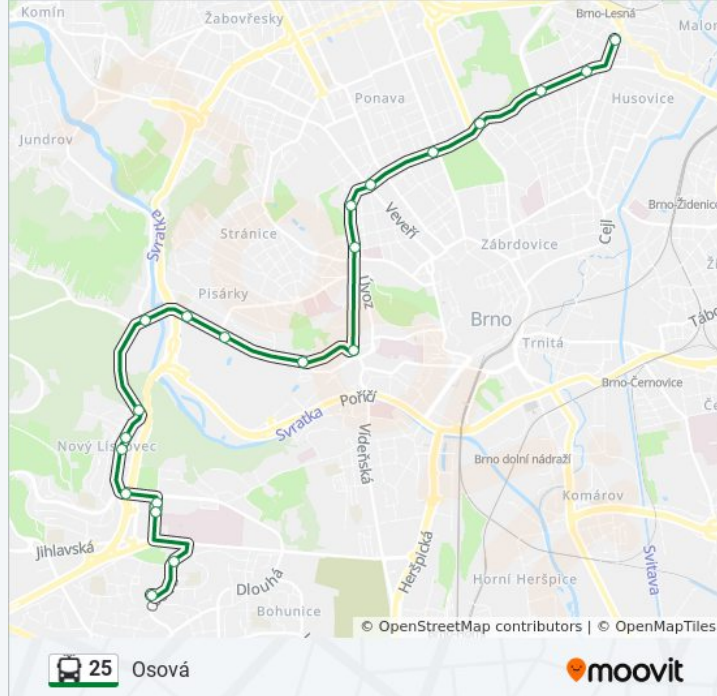 Komín
Žabovřesky
Brno-Lesná
Ponava
Husovice
Jundrov
Brno-Židenice
Veveří
Cejl
Stránice
Zábrdovice
Svratka
Pisárky
Úvoz
Brno
Trnitá
Brno-Černovice
Poříčí
Svratka
Vídeňská
Nový Lískovec
Brno dolní nádraží
Komárov
Jihlavská
Heršpická
Svitava
Dlouhá
Horní Heršpice
Bohunice
© OpenStreetMap contributors | © OpenMapTiles
25 Osová
moovit